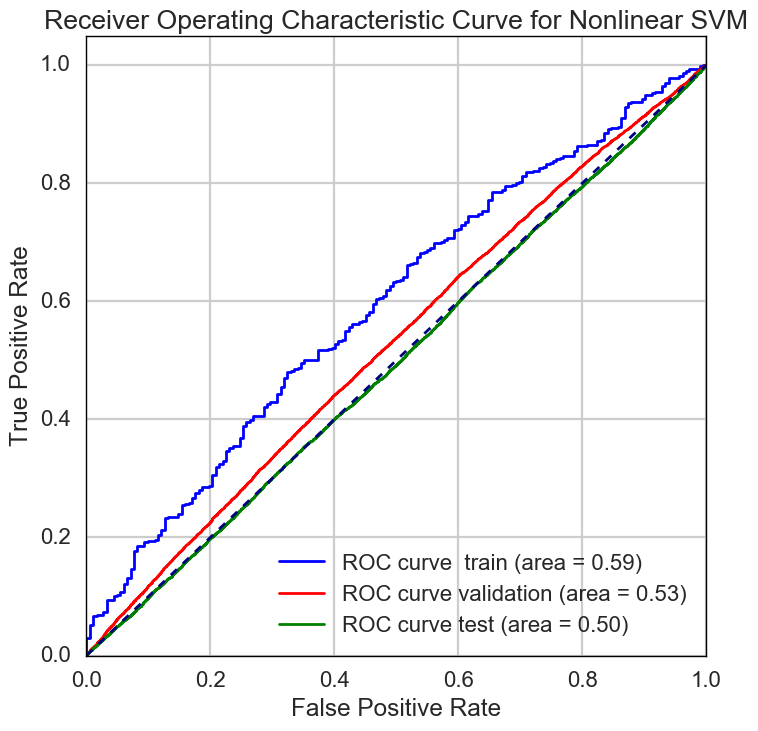 Receiver Operating Characteristic Curve for Nonlinear SVM
True Positive Rate
1.0
0.8
0.6
0.4
0.2
0.0
ROC curve  train (area = 0.59)
ROC curve validation (area = 0.53)
ROC curve test (area = 0.50)
0.0 0.2 0.4 0.6 0.8 1.0
False Positive Rate